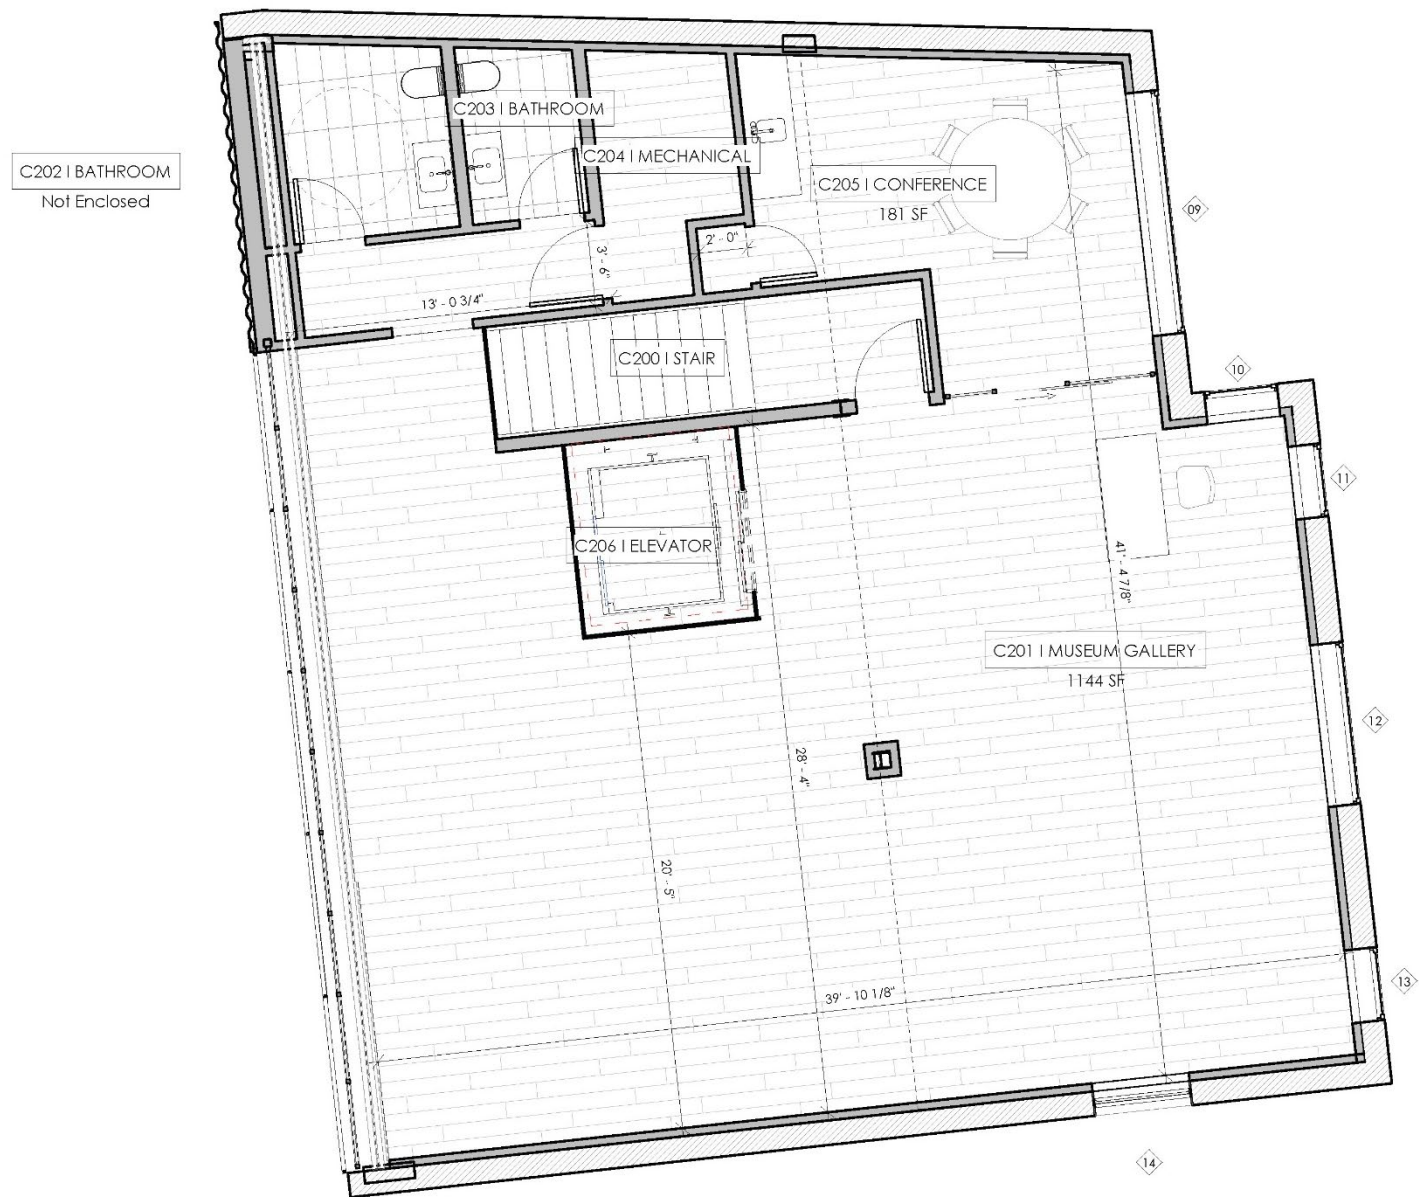 C203 | BATHROOM
C204 | MECHANICAL
C202 | BATHROOM
Not Enclosed
C205 | CONFERENCE
181 SF
09
2' - 0"
3' - 6"
13' - 0 3/4"
C200 | STAIR
10
11
C206 | ELEVATOR
41' - 4 7/8"
C201 | MUSEUM GALLERY
1144 SF
12
28' - 4"
20' - 5"
39' - 10 1/8"
13
14